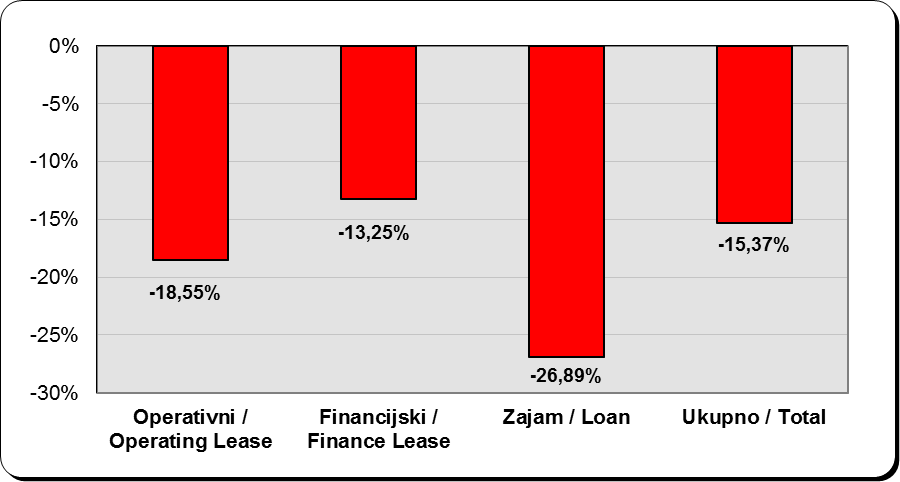 0%
-5%
-10%
-15%
-20%
-25%
-30%
-18,55%
-13,25%
-26,89%
-15,37%
Operativni /
Operating Lease
Financijski /
Finance Lease
Zajam / Loan
Ukupno / Total